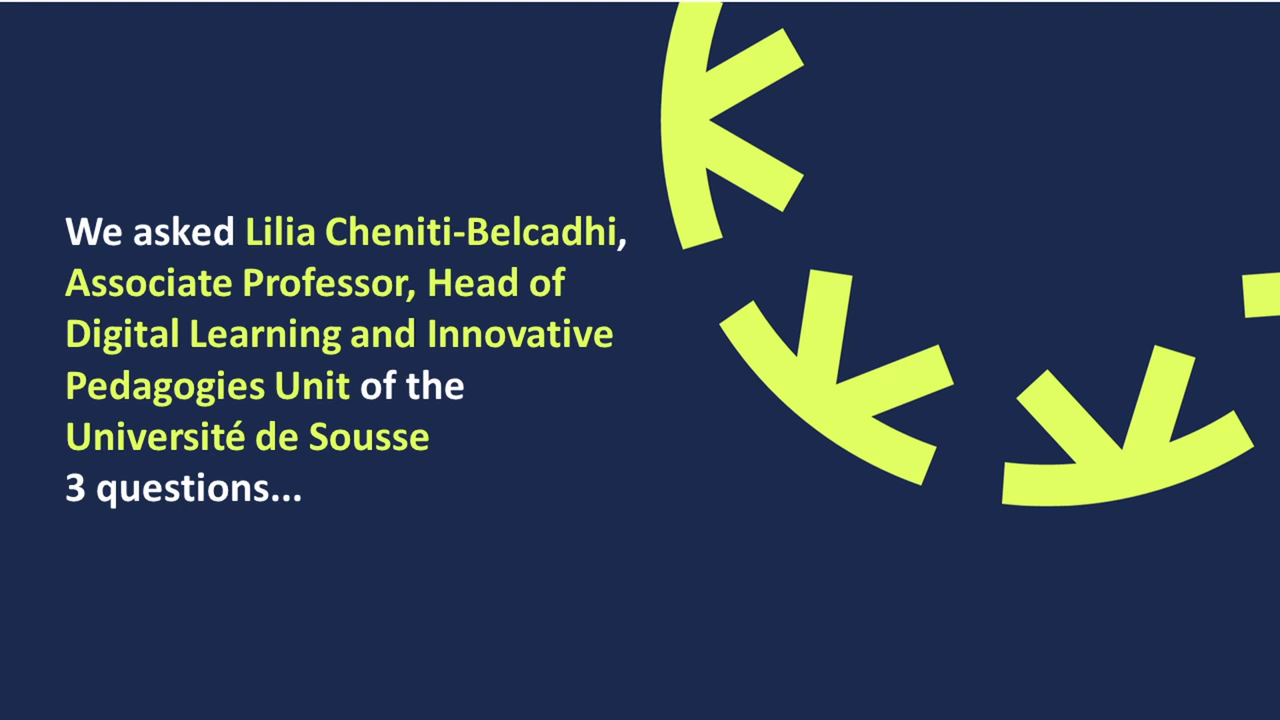 We asked Lilia Cheniti-Belcadhi,
Associate Professor, Head of
Digital Learning and Innovative
Pedagogies Unit of the
Université de Sousse
3 questions...